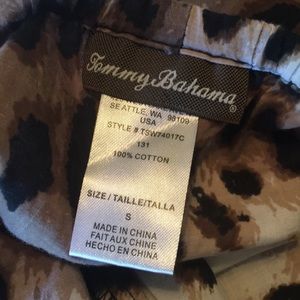 Tommy Bahama®
SEATTLE, WA 98109
USA
STYLE # TSW74017C
131
100% COTTON
SIZE / TAILLE/TALLA
S
MADE IN CHINA
FAIT AUX CHINE
HECHO EN CHINA